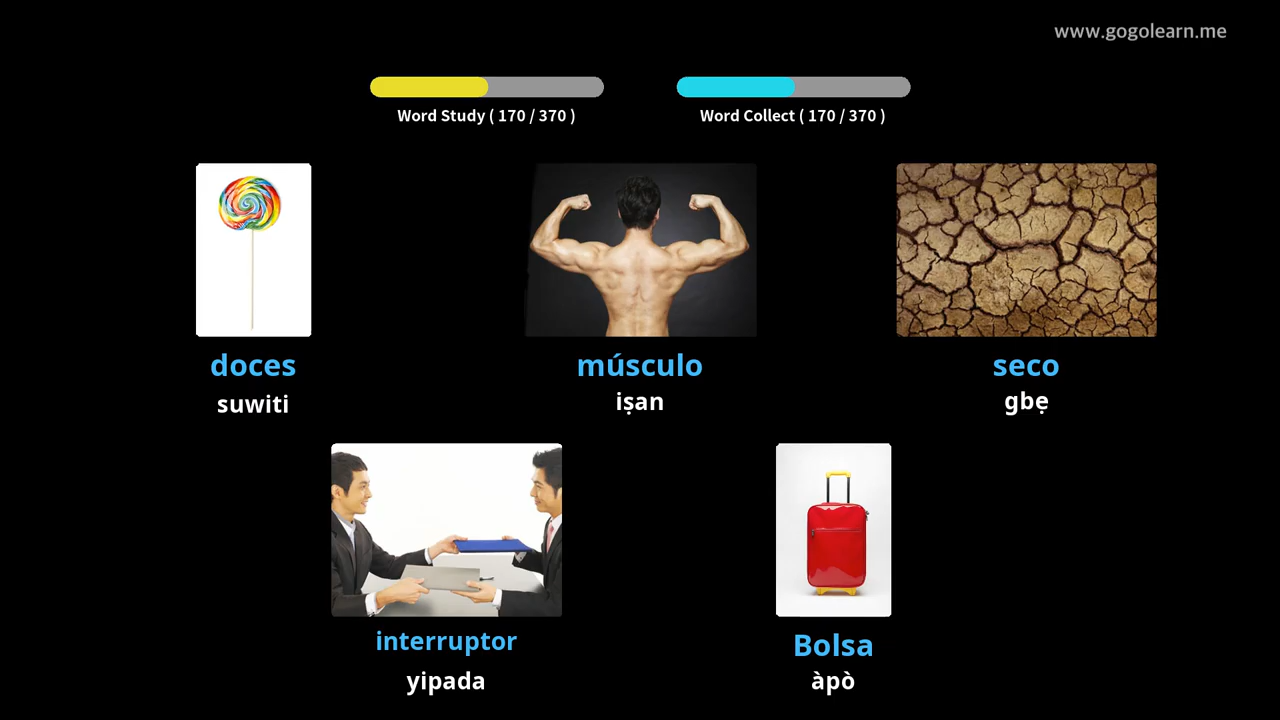 www.gogolearn.me
Word Study ( 170 / 370 )
Word Collect ( 170 / 370 )
doces
suwiti
músculo
iṣan
seco
gbẹ
interruptor
yipada
Bolsa
àpò